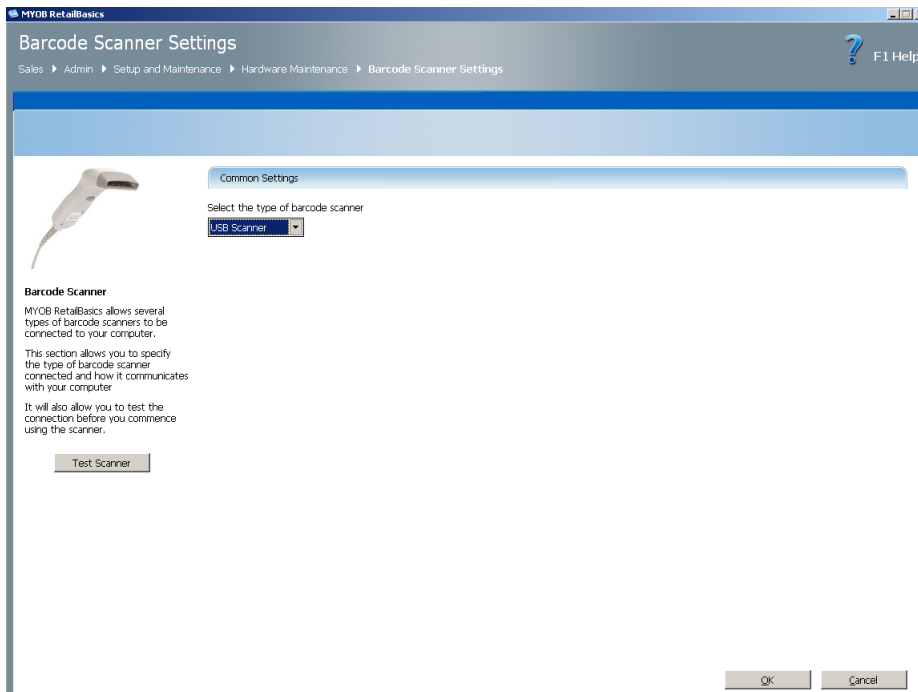 MYOB RetailBasics
Barcode Scanner Settings
F1 Help
Sales Admin Setup and Maintenance Hardware Maintenance Barcode Scanner Settings
Common Settings
Select the type of barcode scanner
USB Scanner
Barcode Scanner
MYOB RetailBasics allows several
types of barcode scanners to be
connected to your computer.
This section allows you to specify
the type of barcode scanner
connected and how it communicates
with your computer
It will also allow you to test the
connection before you commence
using the scanner.
Test Scanner
OK Cancel